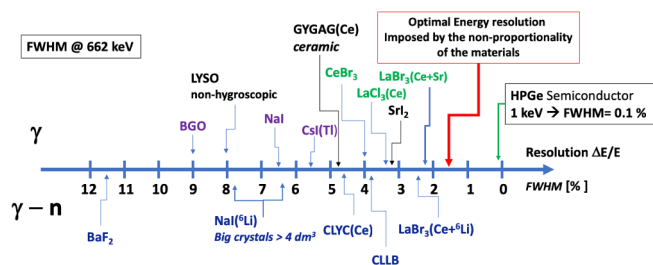 FWHM @ 662 keV
GYGAG(Ce)
ceramic
Optimal Energy resolution
Imposed by the non-proportionality
of the materials
LYSO
non-hygroscopic
CeBr3
LaBr3(Ce+Sr)
LaCl3(Ce)
SrI2
HPGe Semiconductor
1 keV → FWHM= 0.1 %
γ
BGO
NaI
CsI(Tl)
Resolution ΔE/E
12 11 10 9 8 7 6 5 4 3 2 1 0 FWHM [%]
γ – n
BaF2
NaI(6Li)
Big crystals > 4 dm3
CLYC(Ce)
LaBr3(Ce+6Li)
CLLB